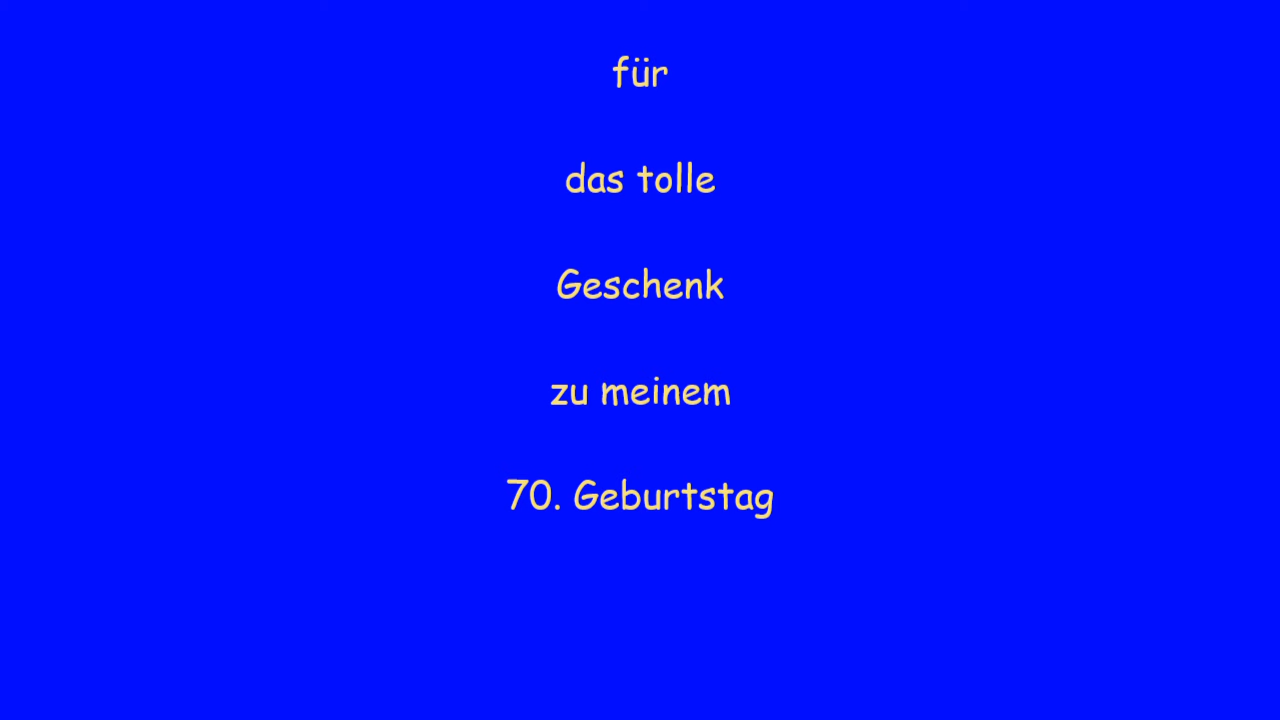 für
das tolle
Geschenk
zu meinem
70. Geburtstag